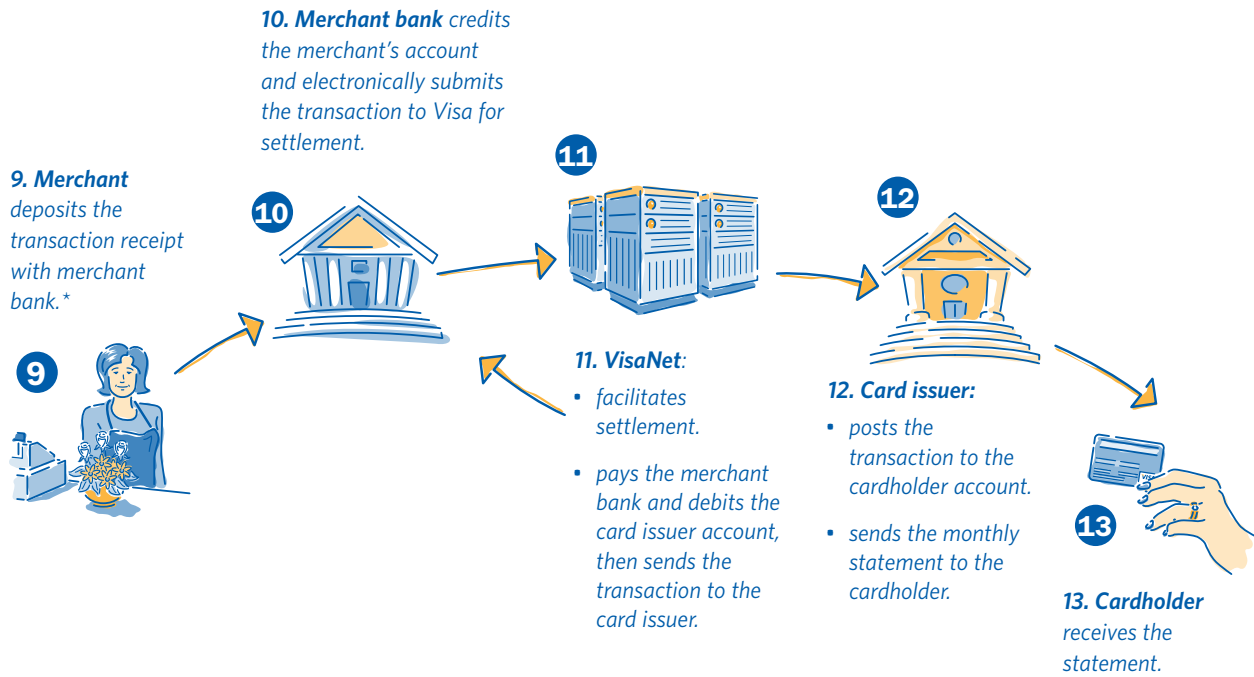 9. Merchant
deposits the
transaction receipt
with merchant
bank.*
9
10. Merchant bank credits
the merchant's account
and electronically submits
the transaction to Visa for
settlement.
10
11
11. VisaNet:
• facilitates
settlement.
• pays the merchant
bank and debits the
card issuer account,
then sends the
transaction to the
card issuer.
12
12. Card issuer:
• posts the
transaction to the
cardholder account.
• sends the monthly
statement to the
cardholder.
VISA
13
13. Cardholder
receives the
statement.